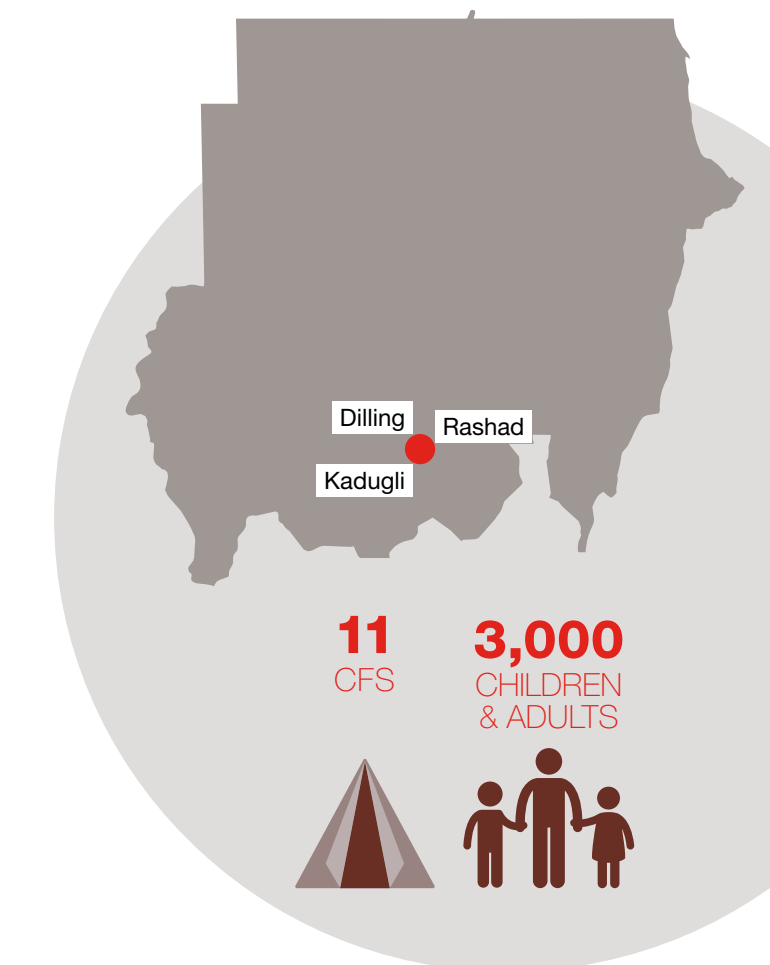 Dilling
Rashad
Kadugli
11
CFS
3,000
CHILDREN
& ADULTS